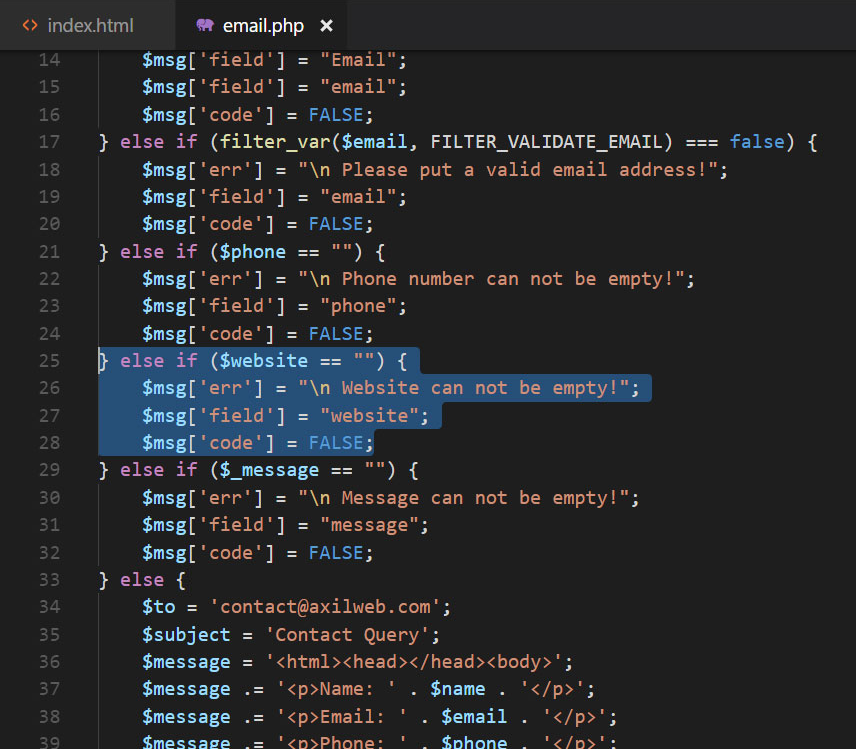 <> index.html email.php ×
14 $msg['field'] = "Email";
15 $msg['field'] = "email";
16 $msg['code'] = FALSE;
17 } else if (filter_var($email, FILTER_VALIDATE_EMAIL) === false) {
18 $msg['err'] = "\n Please put a valid email address!";
19 $msg['field'] = "email";
20 $msg['code'] = FALSE;
21 } else if ($phone == "") {
22 $msg['err'] = "\n Phone number can not be empty!";
23 $msg['field'] = "phone";
24 $msg['code'] = FALSE;
25 } else if ($website == "") {
26 $msg['err'] = "\n Website can not be empty!";
27 $msg['field'] = "website";
28 $msg['code'] = FALSE;
29 } else if ($_message == "") {
30 $msg['err'] = "\n Message can not be empty!";
31 $msg['field'] = "message";
32 $msg['code'] = FALSE;
33 } else {
34 $to = 'contact@axilweb.com';
35 $subject = 'Contact Query';
36 $message = '<html><head></head><body>';
37 $message .= '<p>Name: ' . $name . '</p>';
38 $message .= '<p>Email: ' . $email . '</p>';
39 $message .= '<p>Phone: ' . $phone . '</p>';